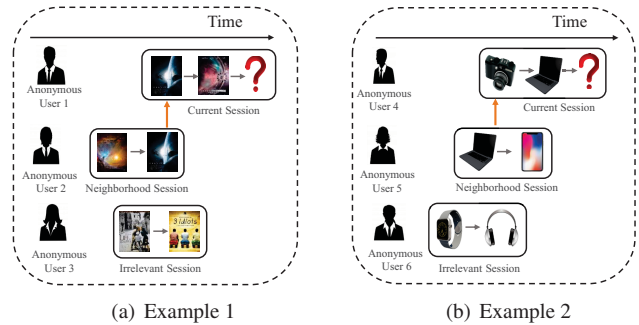 Time
Anonymous
User 1
Current Session
Anonymous
User 2
Neighborhood Session
3 idiots
Anonymous
User 3
Irrelevant Session
(a) Example 1
Time
Anonymous
User 4
Current Session
Anonymous
User 5
Neighborhood Session
Anonymous
User 6
Irrelevant Session
(b) Example 2